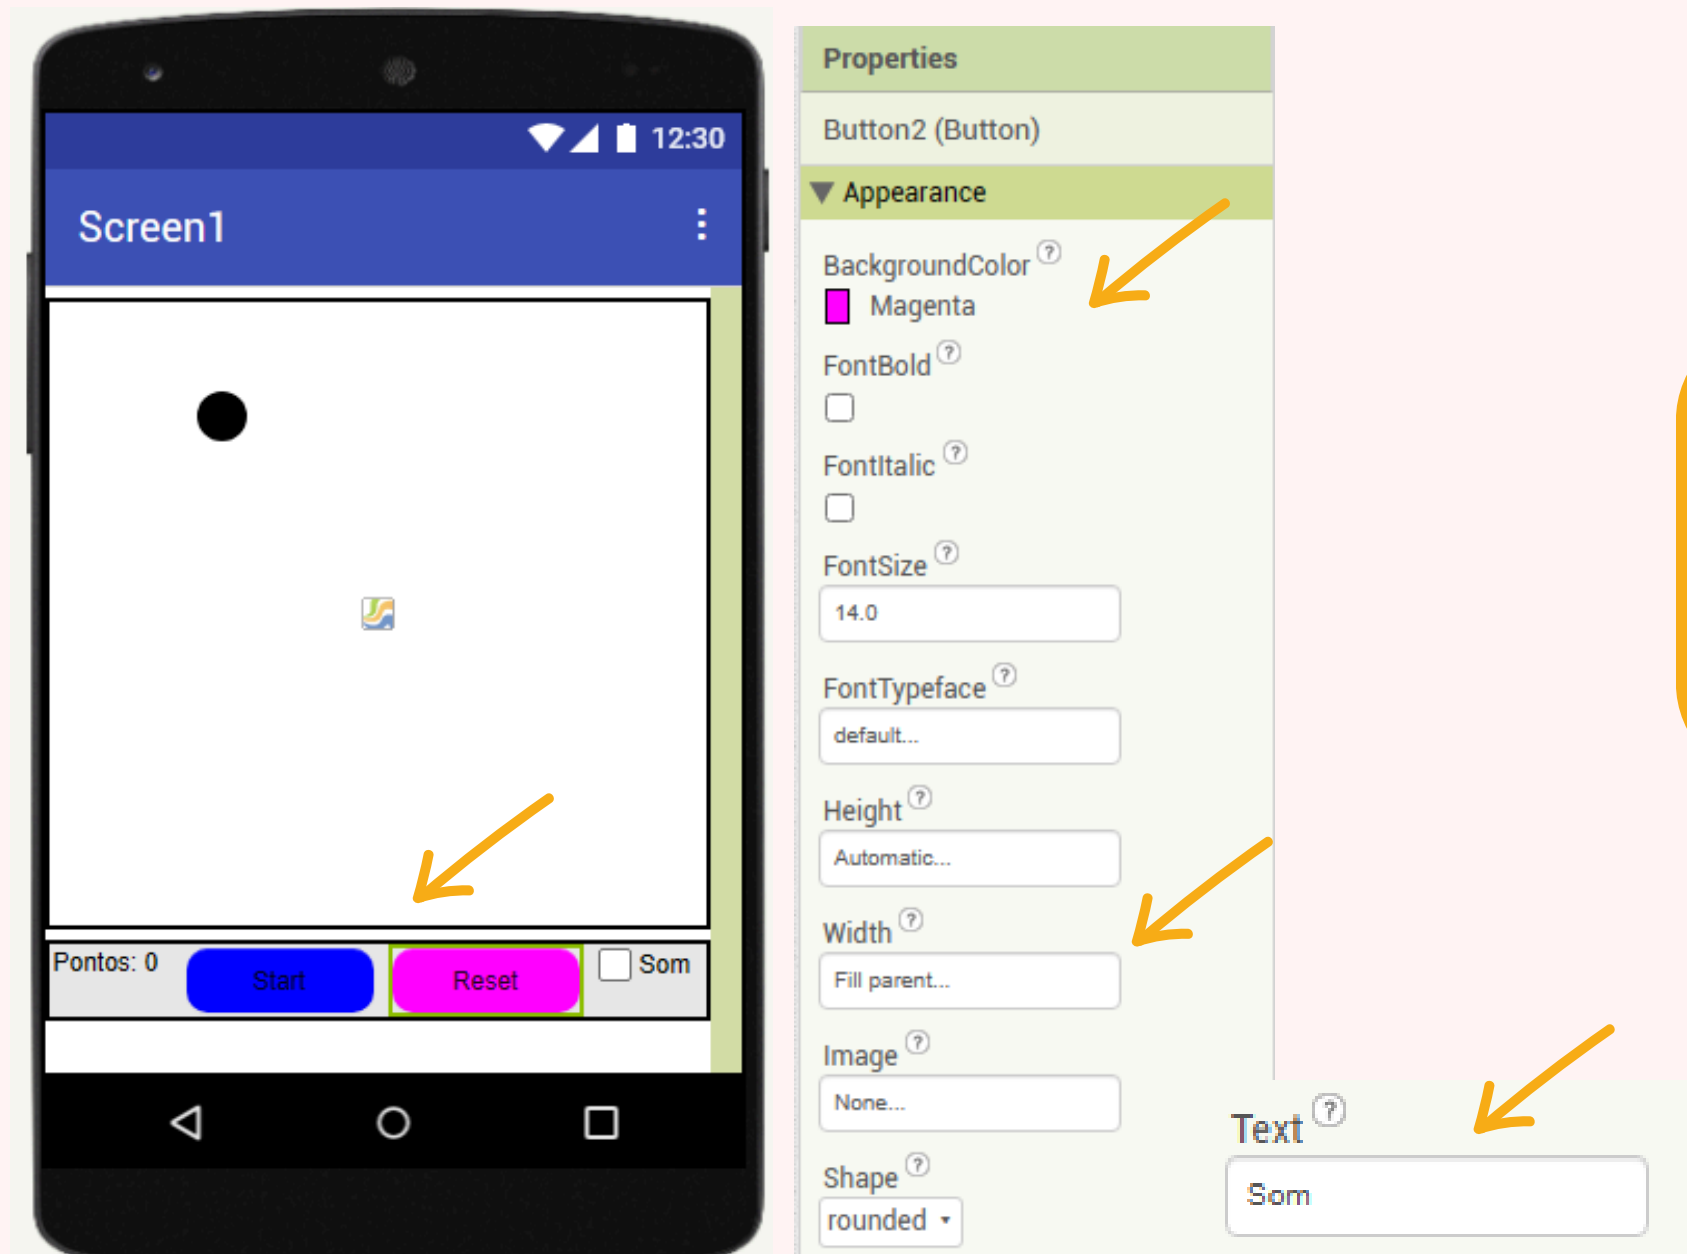 12:30
Screen1
Pontos: 0
Start
Reset
Som
Properties
Button2 (Button)
Appearance
BackgroundColor ?
Magenta
FontBold ?
FontItalic ?
FontSize ?
14.0
FontTypeface ?
default...
Height ?
Automatic...
Width ?
Fill parent...
Image ?
None...
Shape ?
rounded
Text ?
Som